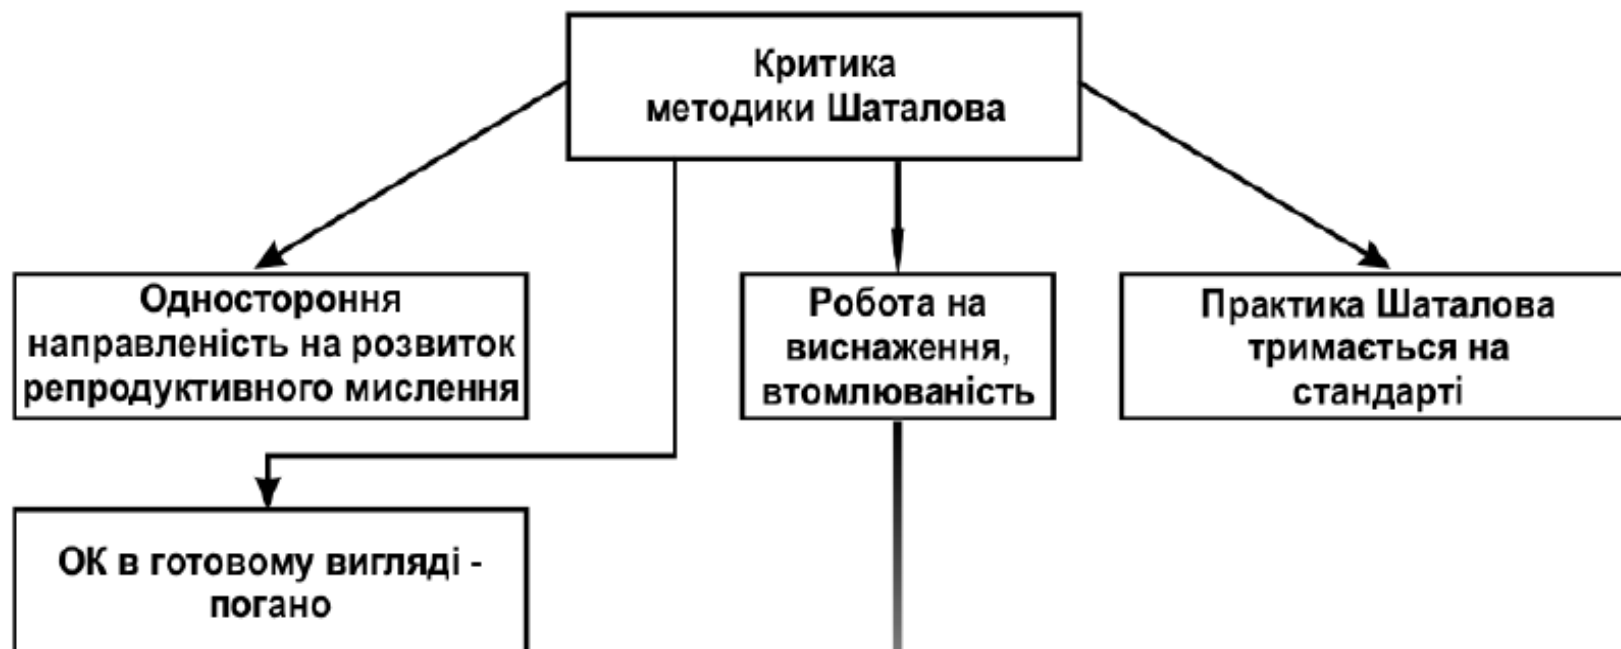 Критика
методики Шаталова
Одностороння
направленість на розвиток
репродуктивного мислення
Робота на
виснаження,
втомлюваність
Практика Шаталова
тримається на
стандарті
ОК в готовому вигляді -
погано